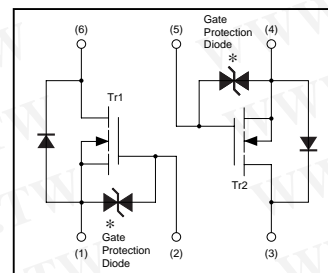 Gate
Protection
Diode
(6) (5) (4)
*
Tr1
Tr2
*
(1) (2) (3)
Gate
Protection
Diode